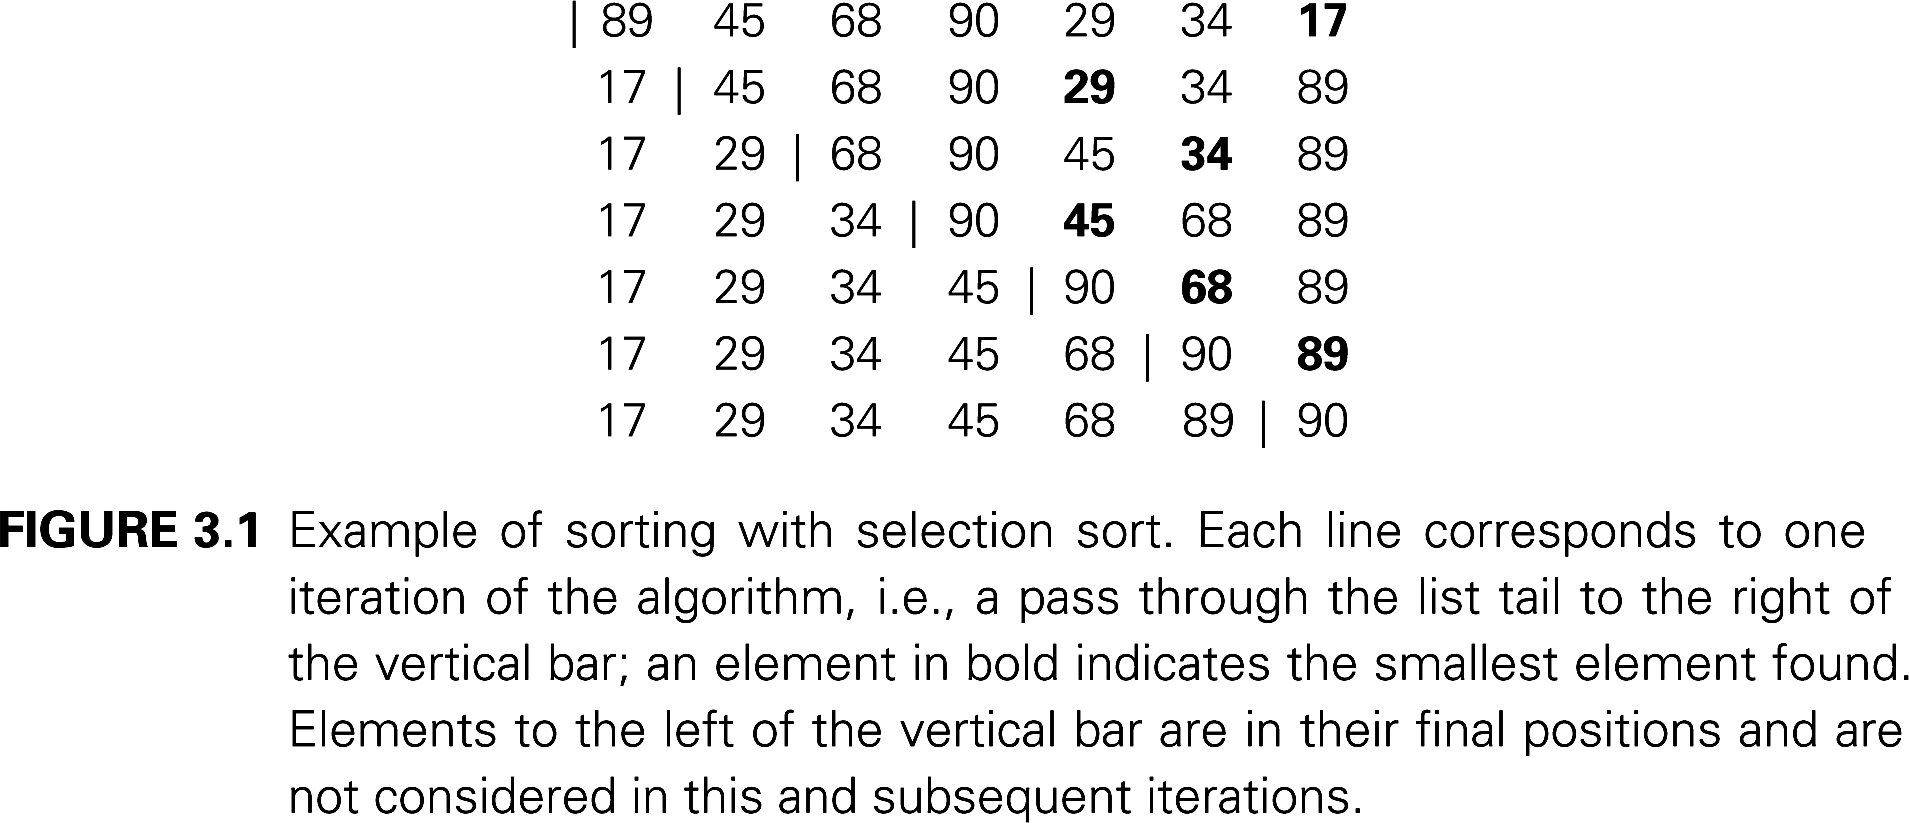 | 89 45 68 90 29 34 17
17 | 45 68 90 29 34 89
17 29 | 68 90 45 34 89
17 29 34 | 90 45 68 89
17 29 34 45 | 90 68 89
17 29 34 45 68 | 90 89
17 29 34 45 68 89 | 90
FIGURE 3.1 Example of sorting with selection sort. Each line corresponds to one
iteration of the algorithm, i.e., a pass through the list tail to the right of
the vertical bar; an element in bold indicates the smallest element found.
Elements to the left of the vertical bar are in their final positions and are
not considered in this and subsequent iterations.